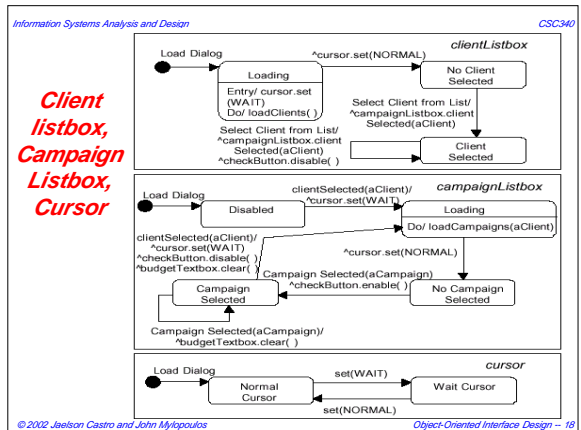 Information Systems Analysis and Design
CSC340
Client
listbox,
Campaign
Listbox,
Cursor
clientListbox
Load Dialog
^cursor.set(NORMAL)
Loading
Entry/ cursor.set
(WAIT)
Do/ loadClients( )
No Client
Selected
Select Client from List/
^campaignListbox.client
Selected(aClient)
Select Client from List/
^campaignListbox.client
Selected(aClient)
^checkButton.disable( )
Client
Selected
campaignListbox
Load Dialog
clientSelected(aClient)/
^cursor.set(WAIT)
Disabled
Loading
Do/ loadCampaigns(aClient)
clientSelected(aClient)/
^cursor.set(WAIT)
^checkButton.disable( )
^budgetTextbox.clear( )
^cursor.set(NORMAL)
Campaign Selected(aCampaign)
^checkButton.enable( )
Campaign
Selected
No Campaign
Selected
Campaign Selected(aCampaign)/
^budgetTextbox.clear( )
cursor
Load Dialog
set(WAIT)
Normal
Cursor
Wait Cursor
set(NORMAL)
© 2002 Jaelson Castro and John Mylopoulos
Object-Oriented Interface Design -- 18